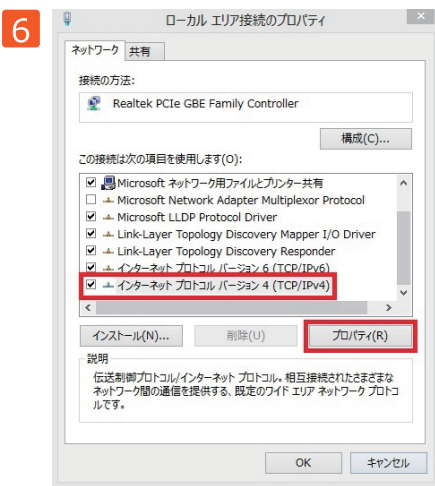 6
ローカル エリア接続のプロパティ
ネットワーク 共有
接続の方法:
Realtek PCIe GBE Family Controller
構成(C)...
この接続は次の項目を使用します(O):
Microsoft ネットワーク用ファイルとプリンター共有
Microsoft Network Adapter Multiplexor Protocol
Microsoft LLDP Protocol Driver
Link-Layer Topology Discovery Mapper I/O Driver
Link-Layer Topology Discovery Responder
インターネット プロトコル バージョン 6 (TCP/IPv6)
インターネット プロトコル バージョン 4 (TCP/IPv4)
インストール(N)... 削除(U) プロパティ(R)
説明
伝送制御プロトコル/インターネット プロトコル。相互接続されたさまざまな
ネットワーク間の通信を提供する、既定のワイド エリア ネットワーク プロトコ
ルです。
OK キャンセル